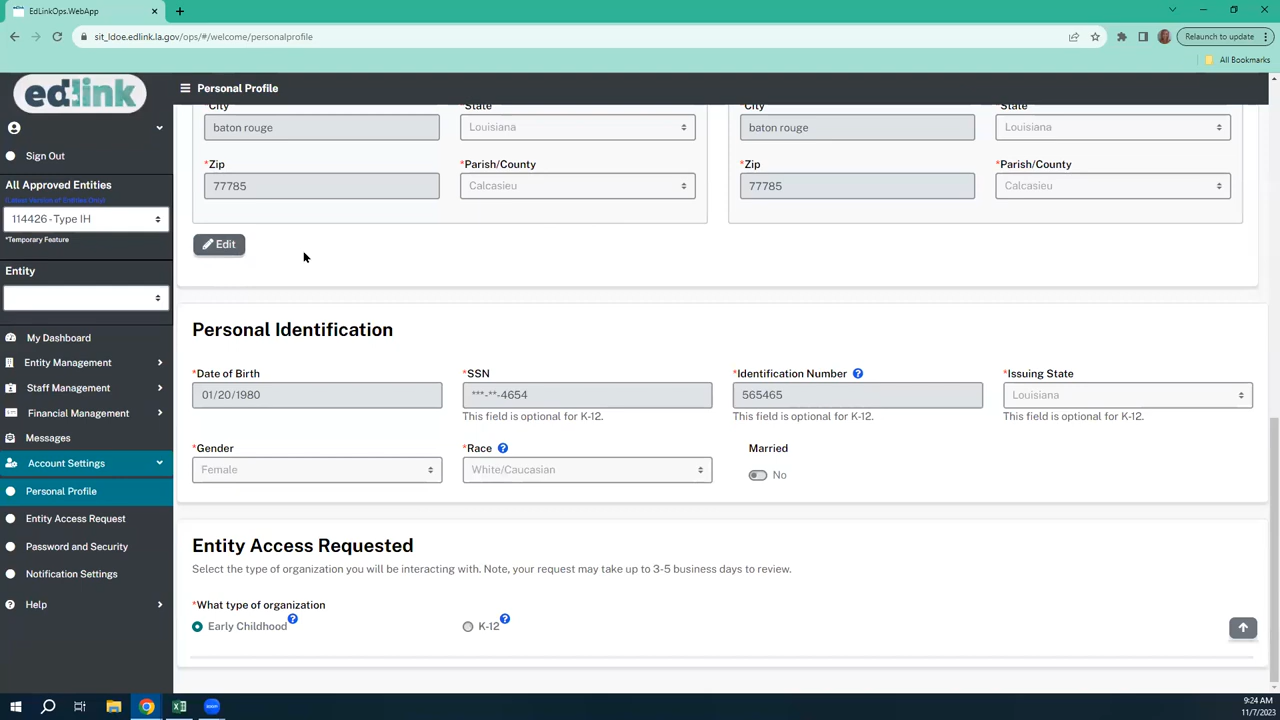 EdLinkOps.WebApp
sit_ldoe.edlink.la.gov/ops/#/welcome/personalprofile
Relaunch to update
All Bookmarks
edlink
Personal Profile
Sign Out
All Approved Entities
114426 - Type IH
*Temporary Feature
Entity
My Dashboard
Entity Management
Staff Management
Financial Management
Messages
Account Settings
Personal Profile
Entity Access Request
Password and Security
Notification Settings
Help
City
State
City
State
baton rouge
Louisiana
baton rouge
Louisiana
*Zip
*Parish/County
*Zip
*Parish/County
77785
Calcasieu
77785
Calcasieu
Edit
Personal Identification
*Date of Birth
*SSN
*Identification Number ?
*Issuing State
01/20/1980
***-**-4654
565465
Louisiana
This field is optional for K-12.
This field is optional for K-12.
This field is optional for K-12.
*Gender
*Race ?
Married
Female
White/Caucasian
No
Entity Access Requested
Select the type of organization you will be interacting with. Note, your request may take up to 3-5 business days to review.
*What type of organization
Early Childhood ?
K-12 ?
9:24 AM
11/7/2023